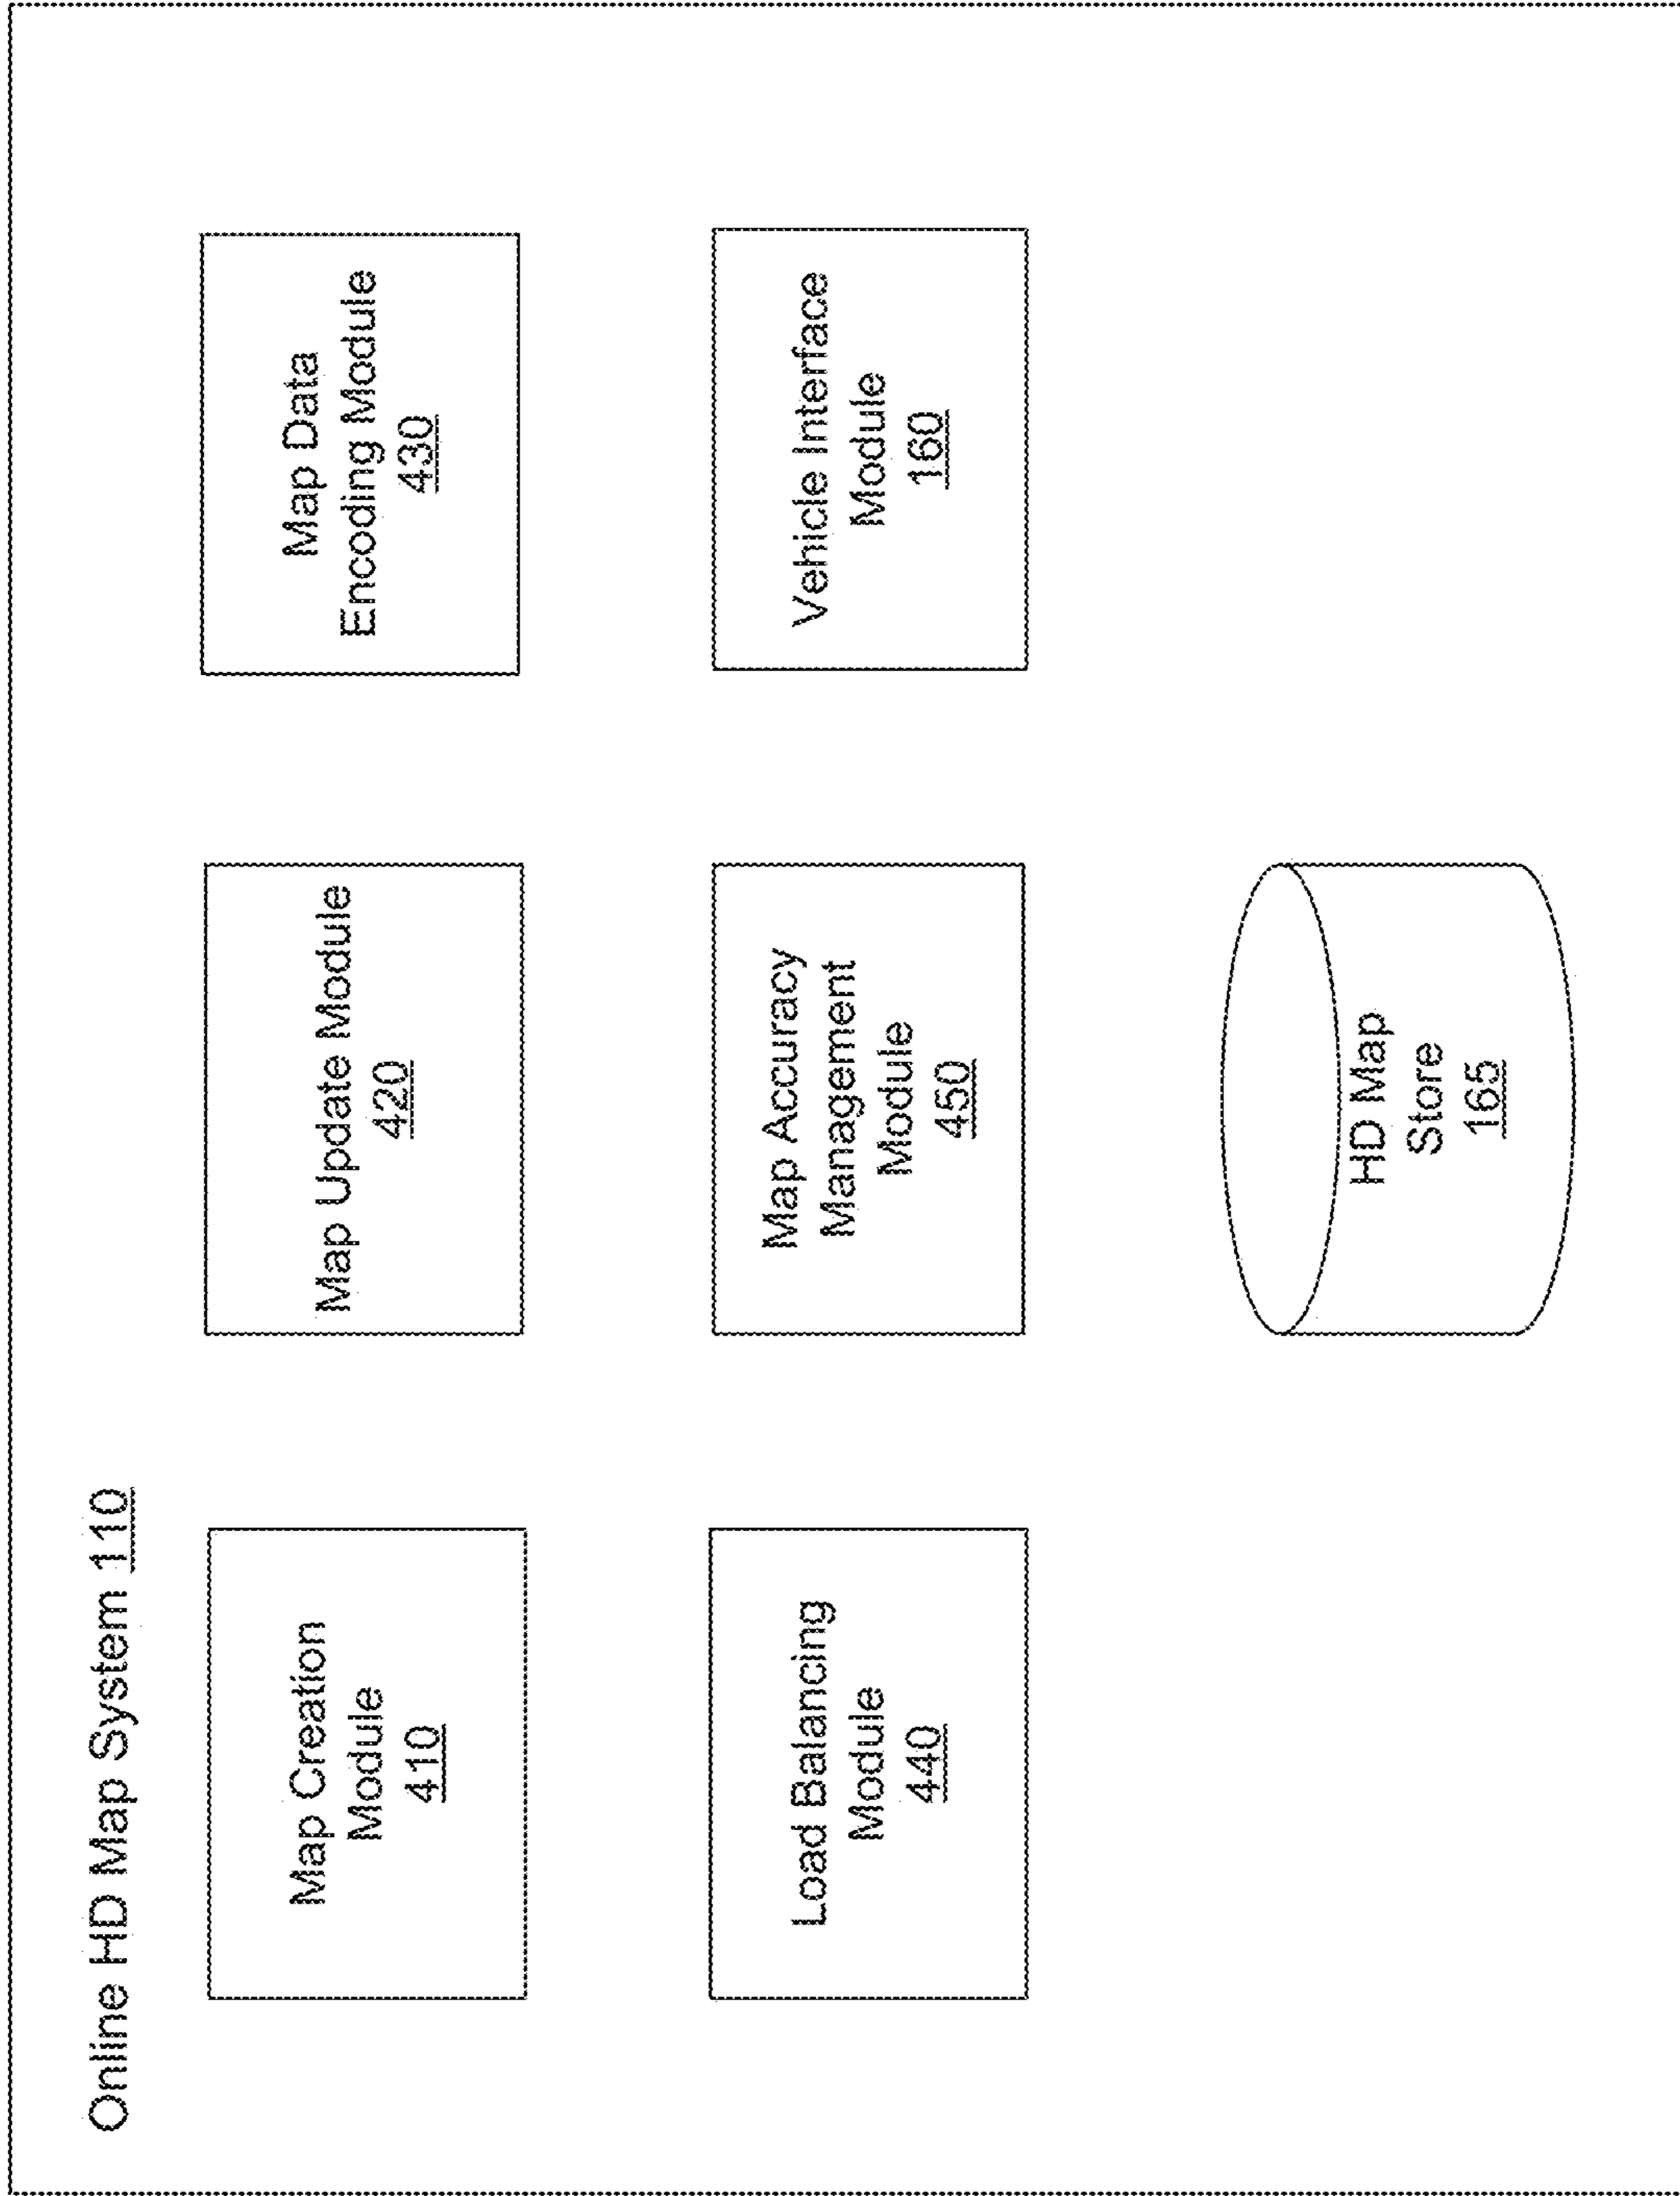 Online HD Map System 110
Map Creation
Module
410
Map Update Module
420
Map Data
Encoding Module
430
Load Balancing
Module
440
Map Accuracy
Management
Module
450
Vehicle Interface
Module
160
HD Map
Store
165